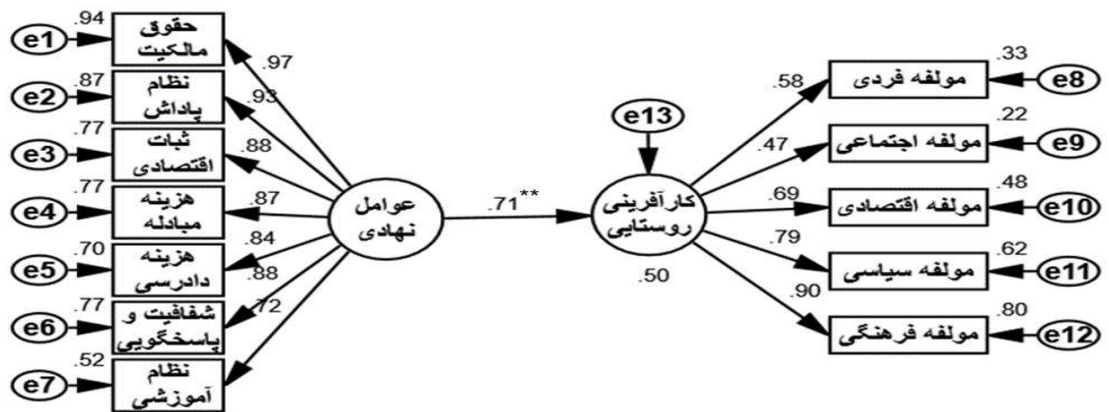 .94
e1
حقوق
مالکیت
.97
.87
e2
نظام
پاداش
.93
.77
e3
ثبات
اقتصادی
.88
.77
e4
هزینه
مبادله
.87
.70
e5
هزینه
دادرسی
.84
.77
e6
شفافیت و
پاسخگویی
.88
.52
e7
نظام
آموزشی
.72
عوامل
نهادی
.71**
e13
کارآفرینی
روستایی
.50
.58
مولفه فردی
.33
e8
.47
مولفه اجتماعی
.22
e9
.69
مولفه اقتصادی
.48
e10
.79
مولفه سیاسی
.62
e11
.90
مولفه فرهنگی
.80
e12